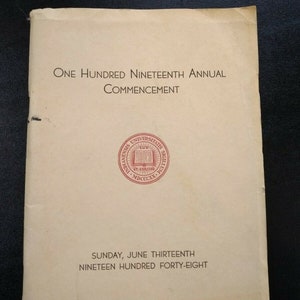 One Hundred Nineteenth Annual
Commencement
SUNDAY, JUNE THIRTEENTH
NINETEEN HUNDRED FORTY-EIGHT